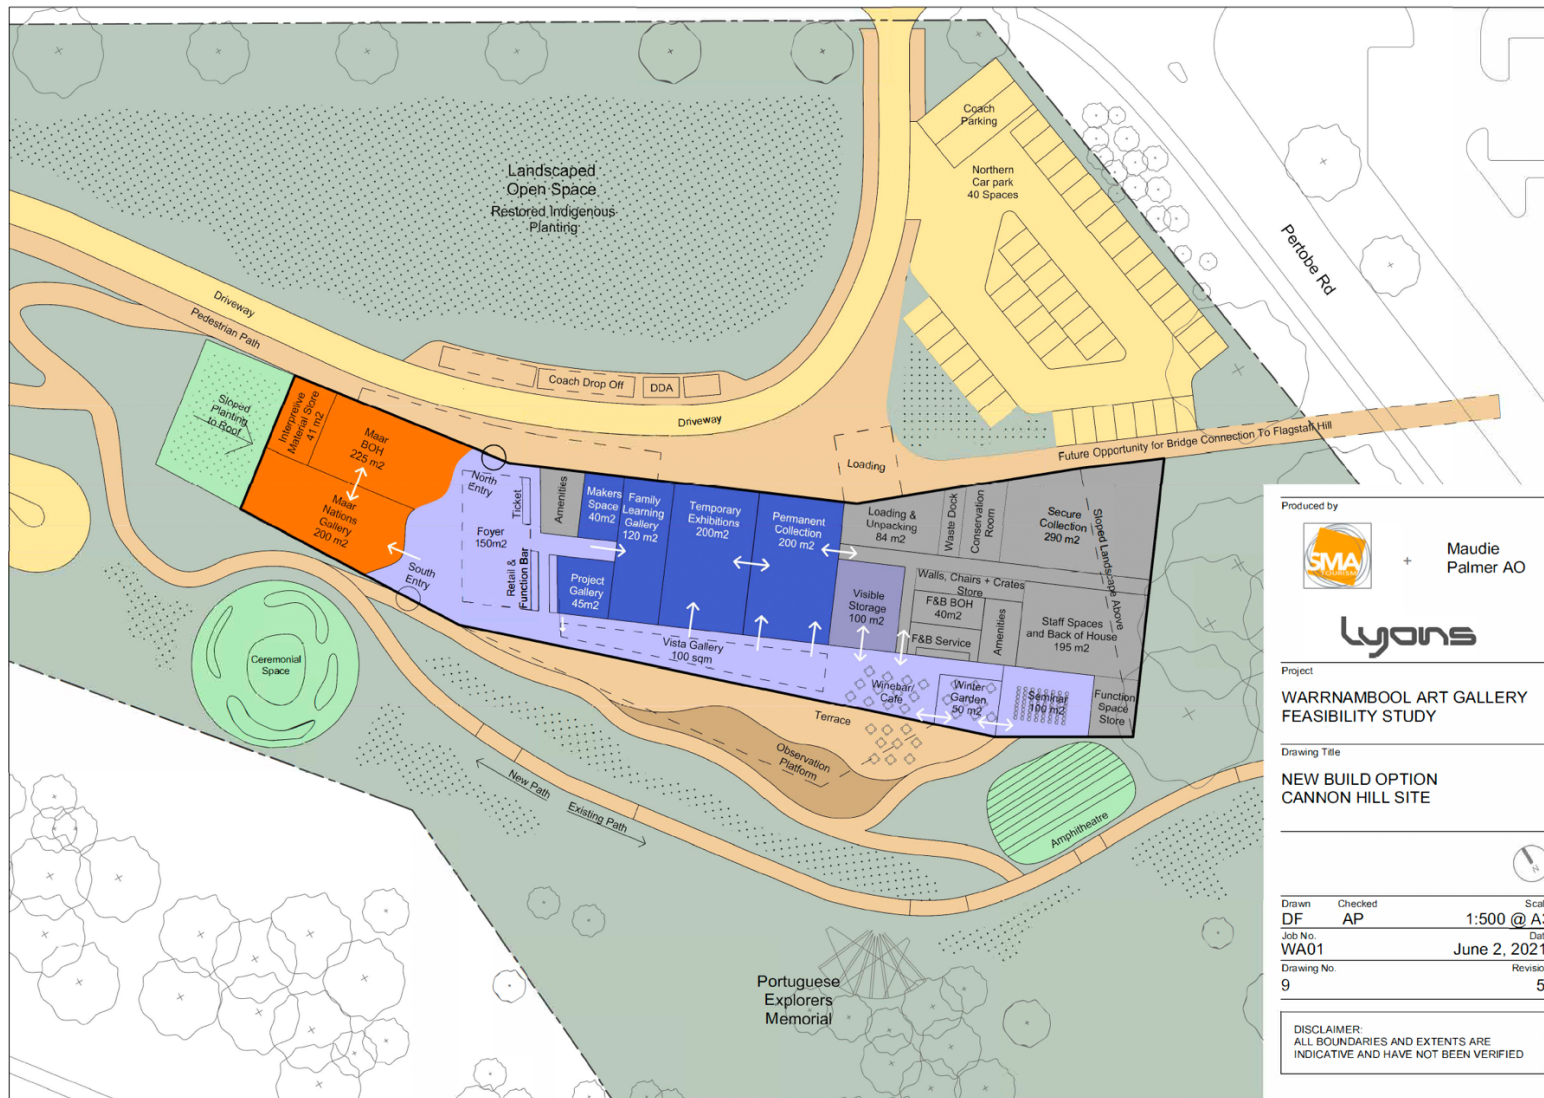 Coach
Parking
Northern
Car park
40 Spaces
Landscaped
Open Space
Restored Indigenous
Planting
Pertobe Rd
Driveway
Pedestrian Path
Coach Drop Off
DDA
Driveway
Future Opportunity for Bridge Connection To Flagstaff Hill
Loading
Sloped
Planting
to Roof
Interpreive
Material Store
41 m2
Maar
BOH
225 m2
Maar
Nations
Gallery
200 m2
North
Entry
Ticket
Foyer
150m2
South
Entry
Retail &
Function Bar
Amenities
Makers
Space
40m2
Family
Learning
Gallery
120 m2
Project
Gallery
45m2
Temporary
Exhibitions
200m2
Permanent
Collection
200 m2
Loading &
Unpacking
84 m2
Waste Dock
Conservation
Room
Secure
Collection
290 m2
Sloped Landscape Above
Visible
Storage
100 m2
Walls, Chairs + Crates
Store
F&B BOH
40m2
F&B Service
Amenities
Staff Spaces
and Back of House
195 m2
Vista Gallery
100 sqm
Winebar/
Cafe
Winter
Garden
50 m2
Seminar
100 m2
Function
Space
Store
Terrace
Observation
Platform
Ceremonial
Space
New Path
Existing Path
Amphitheatre
Portuguese
Explorers
Memorial
Produced by
SMA
TOURISM
+
Maudie
Palmer AO
Lyons
Project
WARRNAMBOOL ART GALLERY
FEASIBILITY STUDY
Drawing Title
NEW BUILD OPTION
CANNON HILL SITE
N
Drawn Checked Scal
DF AP 1:500 @ A3
Job No. Dat
WA01 June 2, 2021
Drawing No. Revisio
9 5
DISCLAIMER:
ALL BOUNDARIES AND EXTENTS ARE
INDICATIVE AND HAVE NOT BEEN VERIFIED